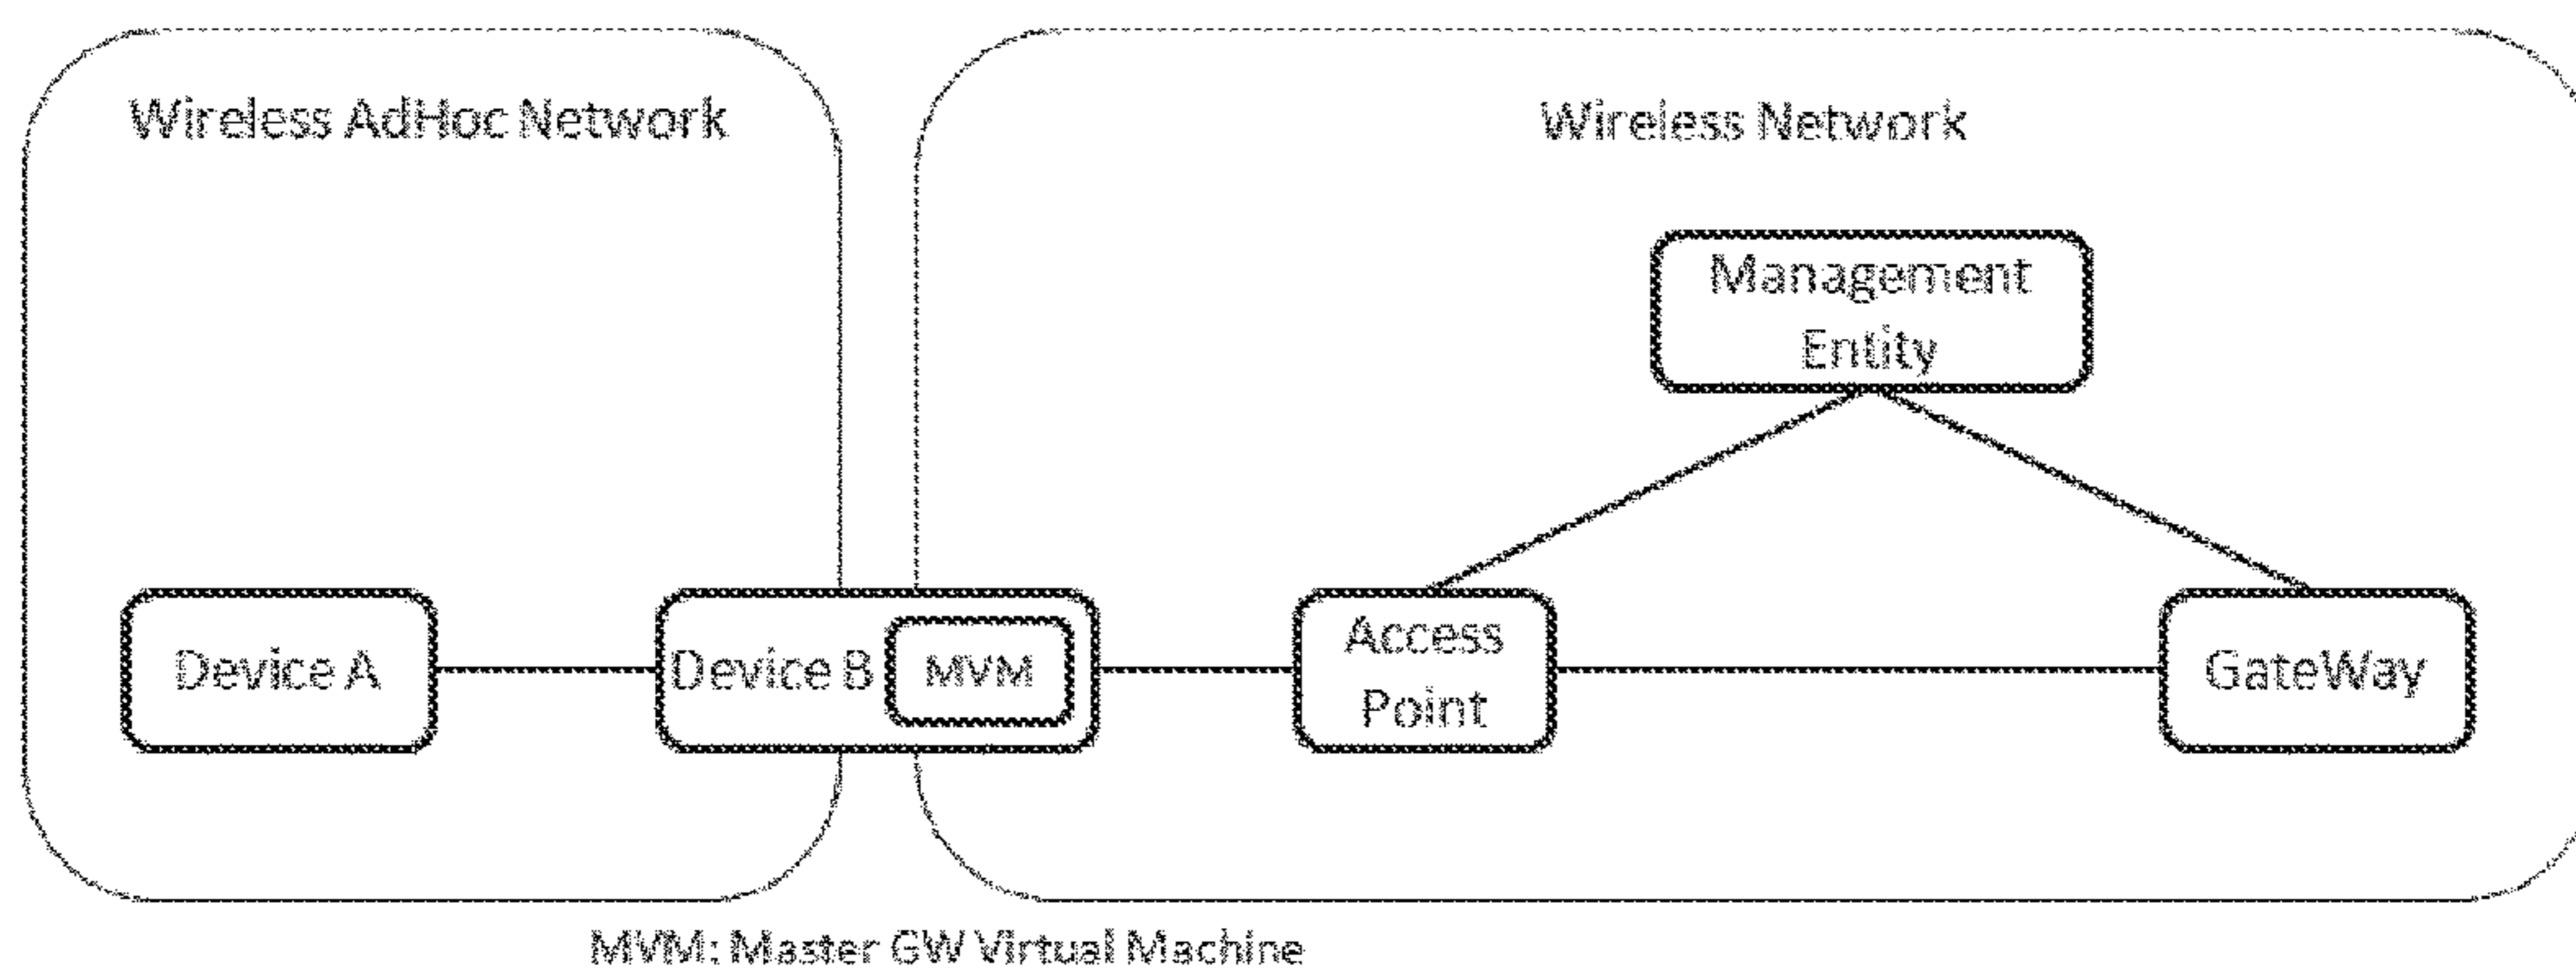 Wireless AdHoc Network
Wireless Network
Management
Entity
Device A
Device B
MVM
Access
Point
GateWay
MVM: Master GW Virtual Machine